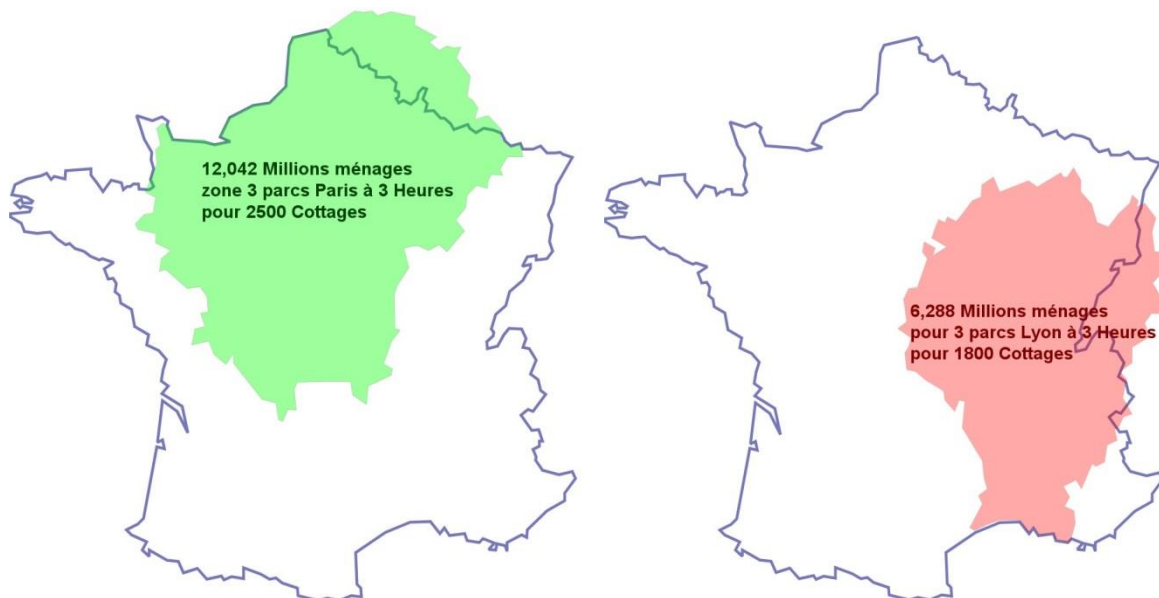 12,042 Millions ménages
zone 3 parcs Paris à 3 Heures
pour 2500 Cottages
6,288 Millions ménages
pour 3 parcs Lyon à 3 Heures
pour 1800 Cottages